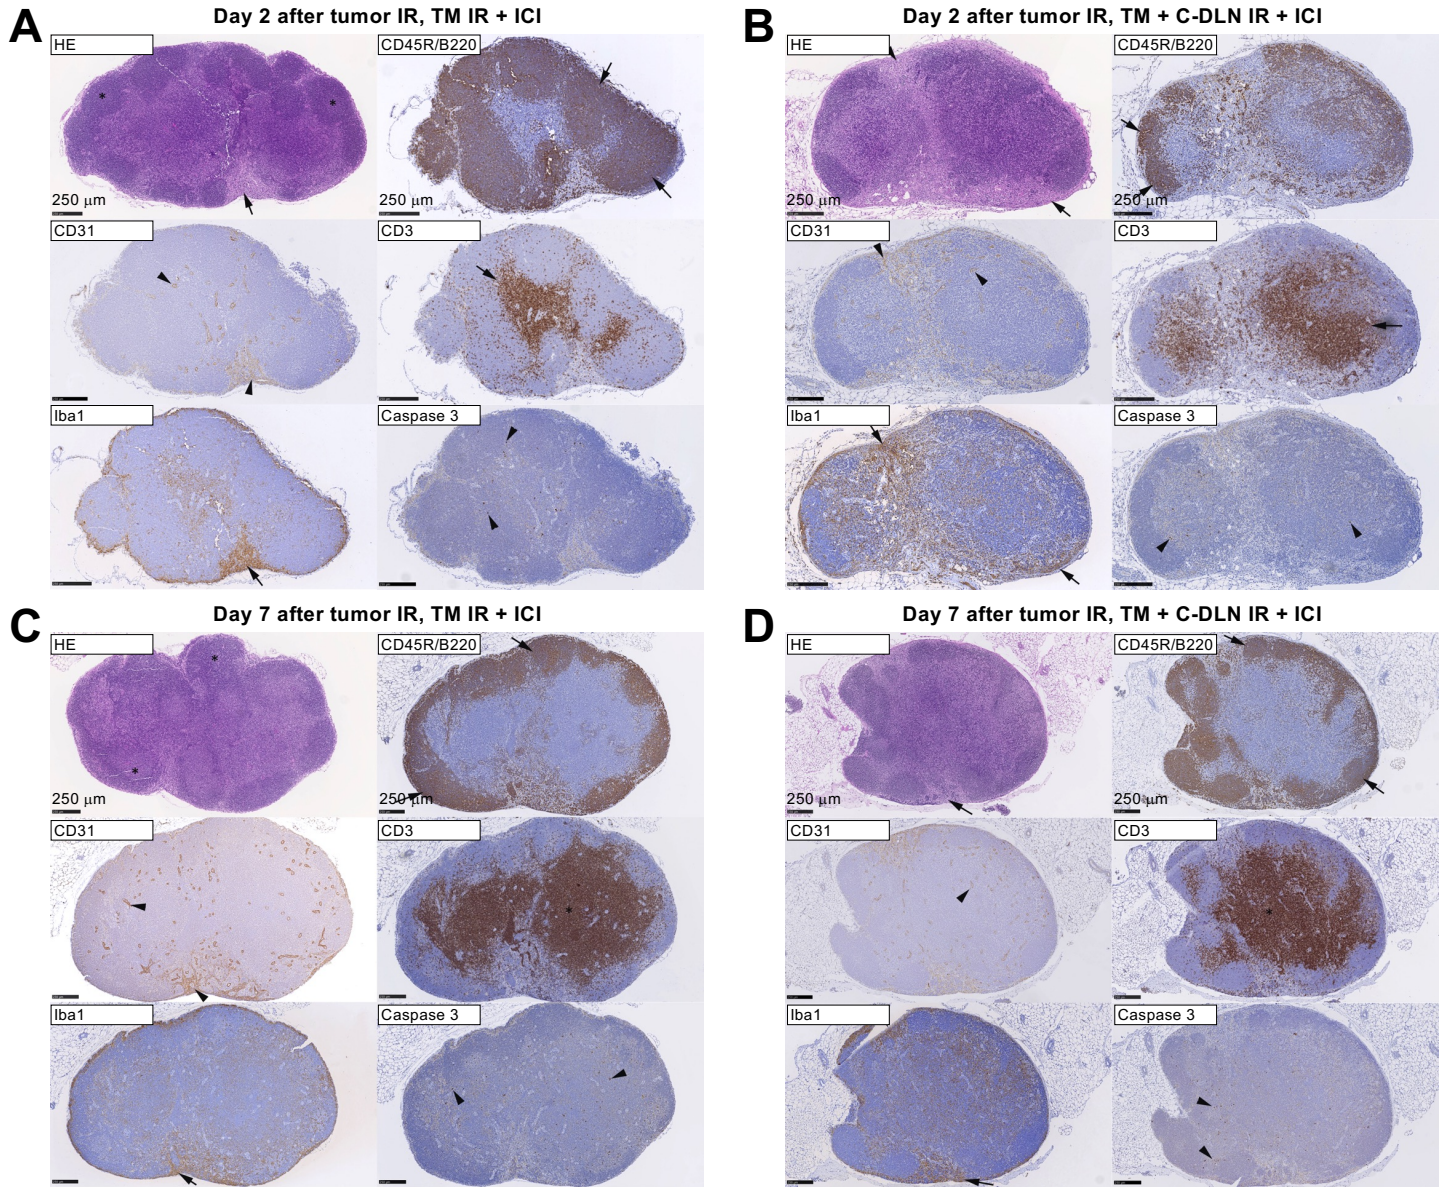 A
Day 2 after tumor IR, TM IR + ICI
HE
CD45R/B220
*
*
250 μm
CD31
CD3
Iba1
Caspase 3
B
Day 2 after tumor IR, TM + C-DLN IR + ICI
HE
CD45R/B220
250 μm
250 μm
CD31
CD3
Iba1
Caspase 3
C
Day 7 after tumor IR, TM IR + ICI
HE
CD45R/B220
*
*
250 μm
250 μm
CD31
CD3
*
Iba1
Caspase 3
D
Day 7 after tumor IR, TM + C-DLN IR + ICI
HE
CD45R/B220
250 μm
250 μm
CD31
CD3
*
Iba1
Caspase 3